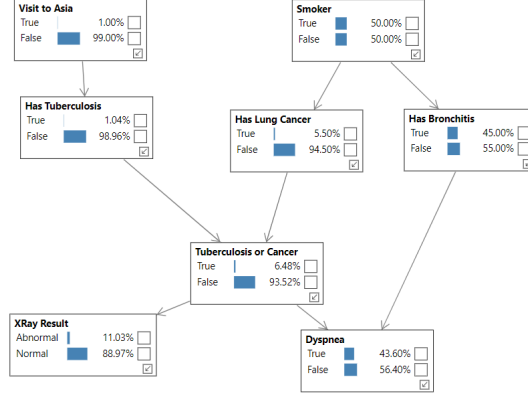 Visit to Asia
True 1.00%
False 99.00%
Smoker
True 50.00%
False 50.00%
Has Tuberculosis
True 1.04%
False 98.96%
Has Lung Cancer
True 5.50%
False 94.50%
Has Bronchitis
True 45.00%
False 55.00%
Tuberculosis or Cancer
True 6.48%
False 93.52%
XRay Result
Abnormal 11.03%
Normal 88.97%
Dyspnea
True 43.60%
False 56.40%